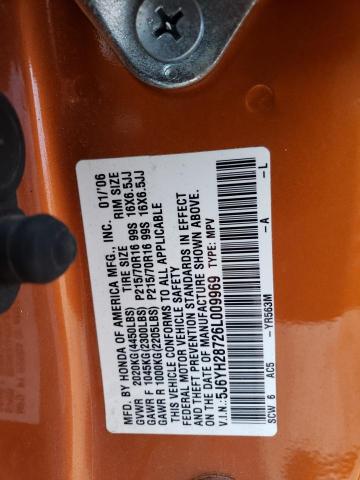 MFD. BY HONDA OF AMERICA MFG., INC. 01/'06
TIRE SIZE RIM SIZE
GVWR 2020KG(4450LBS) P215/70R16 99S 16X6.5JJ
GAWR F 1045KG(2300LBS) P215/70R16 99S 16X6.5JJ
GAWR R 1000KG(2205LBS)
THIS VEHICLE CONFORMS TO ALL APPLICABLE
FEDERAL MOTOR VEHICLE SAFETY STANDARDS IN EFFECT
ON THE DATE OF MANUFACTURE SHOWN ABOVE.
V.I.N.:5J6YH28726L009969 TYPE: MPV
SCW 6 AC5 -YR563M -A -L